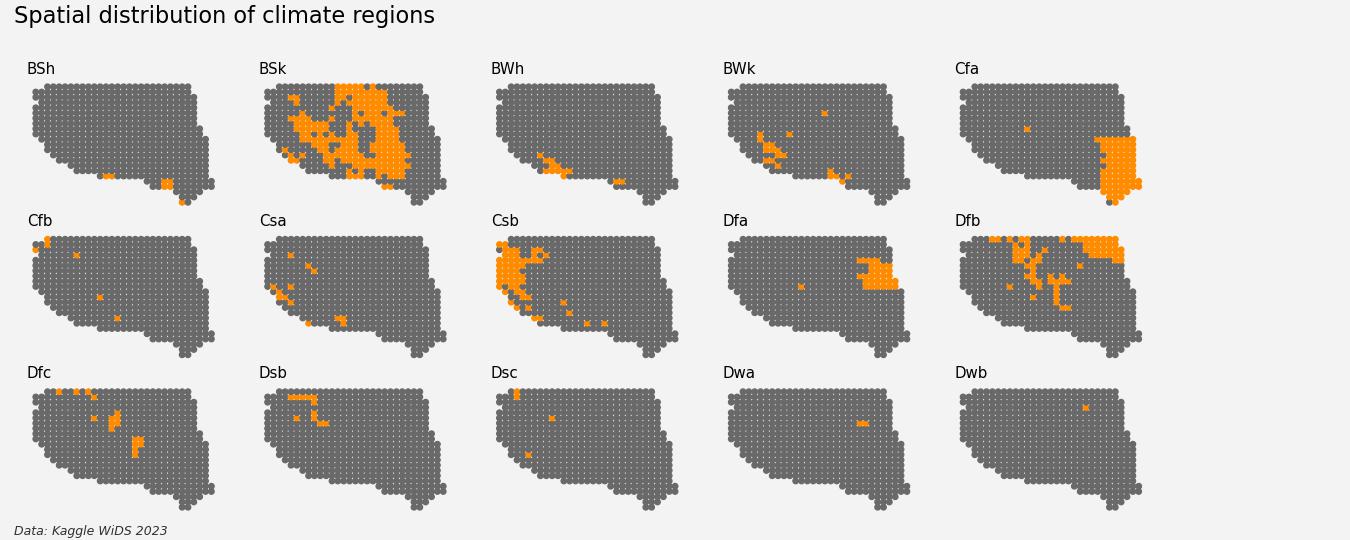 Spatial distribution of climate regions
BSh
BSk
BWh
BWk
Cfa
Cfb
Csa
Csb
Dfa
Dfb
Dfc
Dsb
Dsc
Dwa
Dwb
Data: Kaggle WiDS 2023